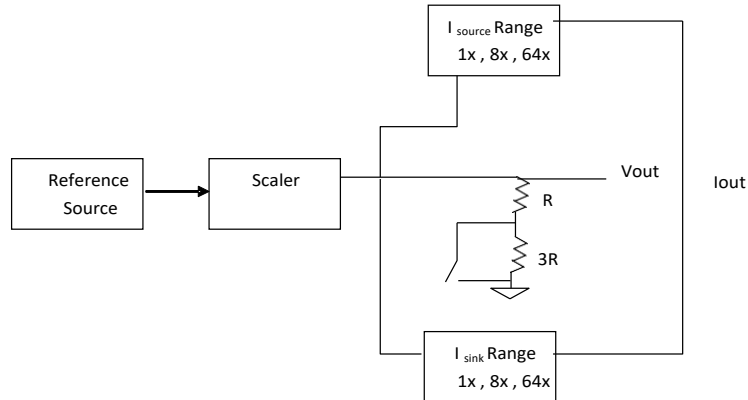 I source Range
1x , 8x , 64x
Reference
Source
Scaler
Vout
Iout
R
3R
I sink Range
1x , 8x , 64x